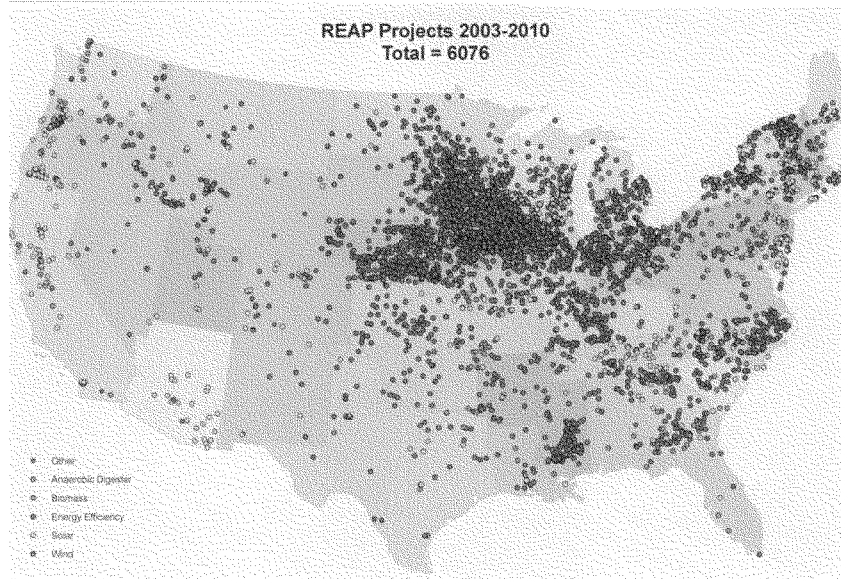 REAP Projects 2003-2010
Total = 6076
Other
Anaerobic Digester
Biomass
Energy Efficiency
Solar
Wind